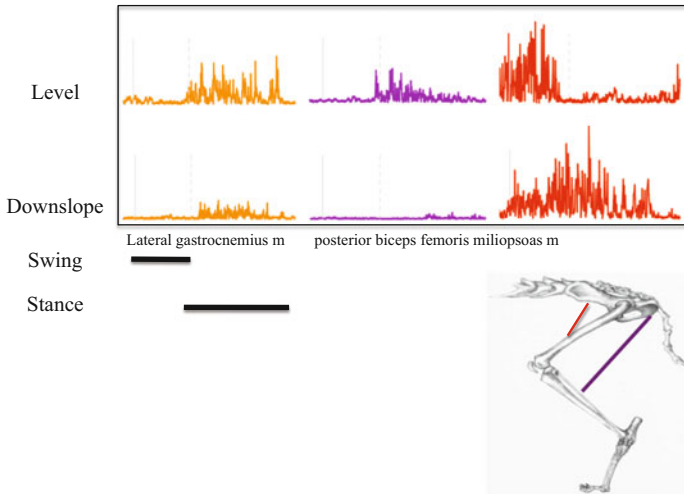 Level
Downslope
Lateral gastrocnemius m
posterior biceps femoris miliopsoas m
Swing
Stance